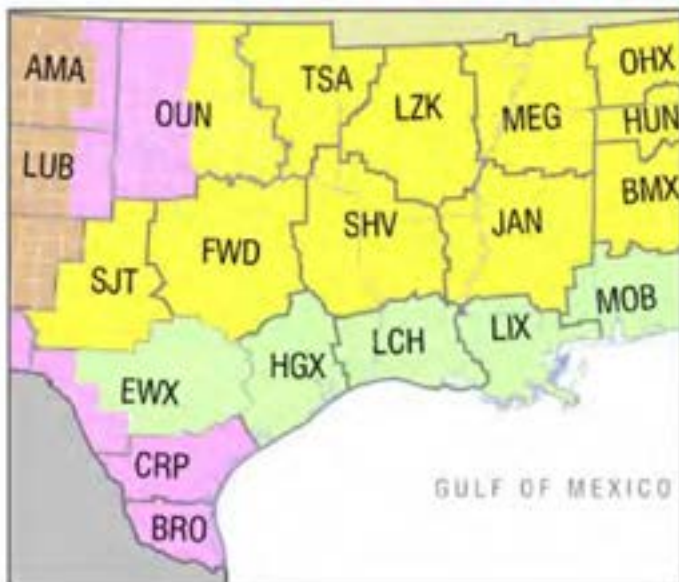 AMA
OUN
TSA
LZK
MEG
OHX
HUN
LUB
BMX
SJT
FWD
SHV
JAN
MOB
EWX
HGX
LCH
LIX
CRP
GULF OF MEXICO
BRO